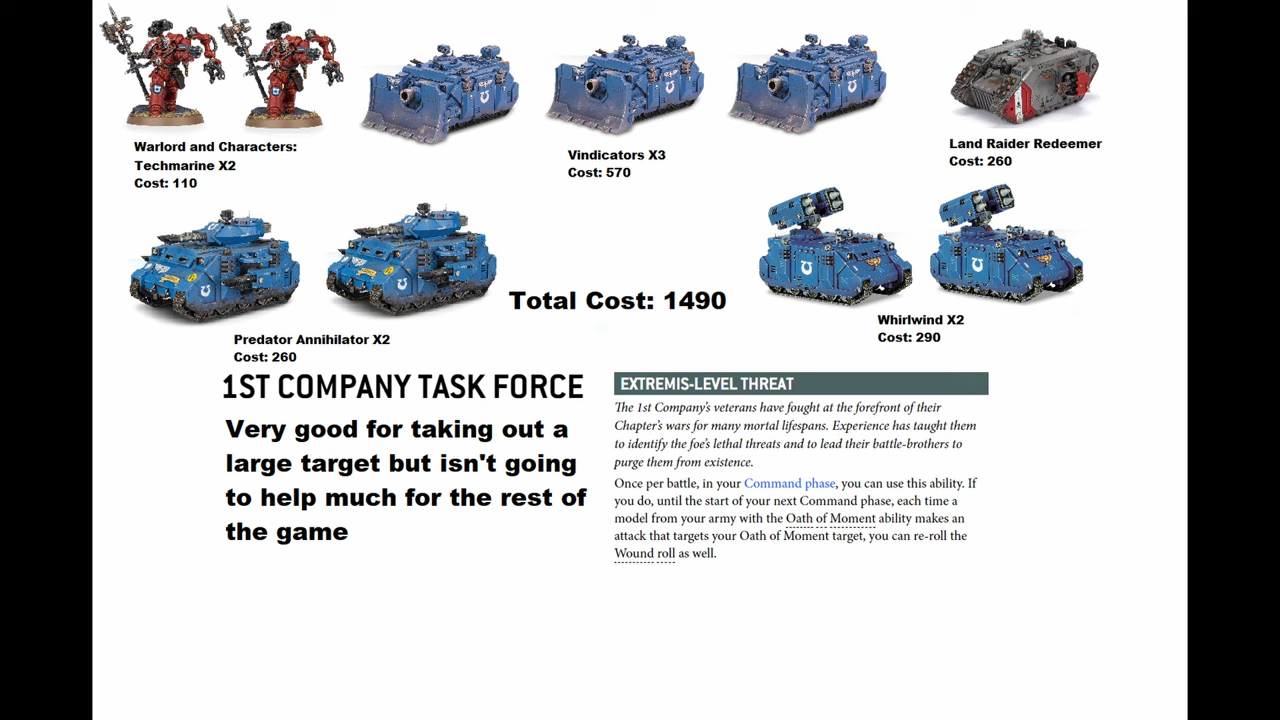 Warlord and Characters:
Techmarine X2
Cost: 110
Vindicators X3
Cost: 570
Land Raider Redeemer
Cost: 260
Predator Annihilator X2
Cost: 260
Total Cost: 1490
Whirlwind X2
Cost: 290
1ST COMPANY TASK FORCE
Very good for taking out a
large target but isn't going
to help much for the rest of
the game
EXTREMIS-LEVEL THREAT
The 1st Company's veterans have fought at the forefront of their
Chapter's wars for many mortal lifespans. Experience has taught them
to identify the foe's lethal threats and to lead their battle-brothers to
purge them from existence.
Once per battle, in your Command phase, you can use this ability. If
you do, until the start of your next Command phase, each time a
model from your army with the Oath of Moment ability makes an
attack that targets your Oath of Moment target, you can re-roll the
Wound roll as well.